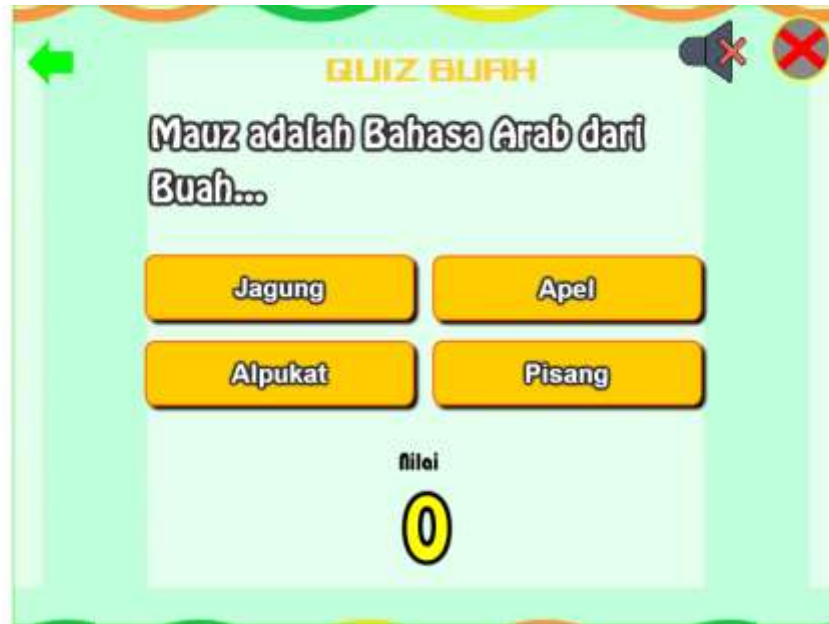 QUIZ BUAH
Mauz adalah Bahasa Arab dari
Buah...
Jagung
Apel
Alpukat
Pisang
Nilai
0